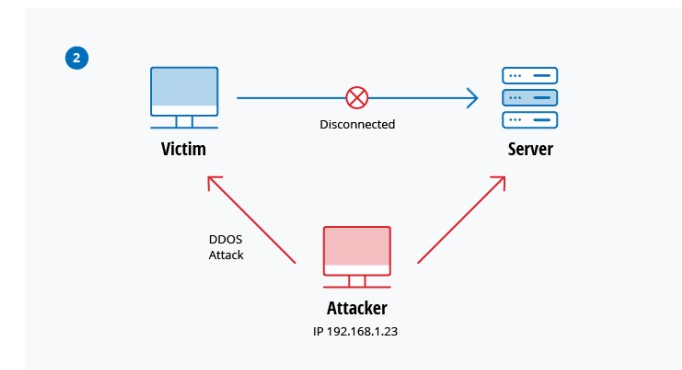 2
Disconnected
Victim
Server
DDOS
Attack
Attacker
IP 192.168.1.23